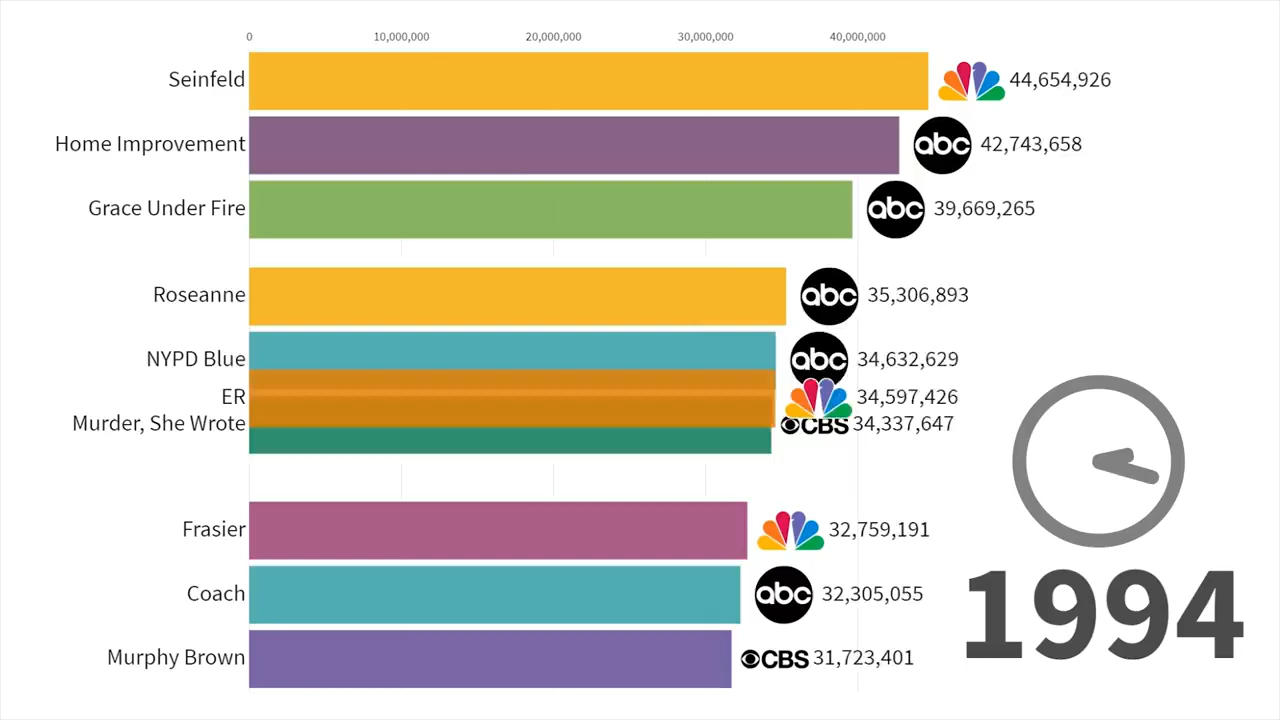 0 10,000,000 20,000,000 30,000,000 40,000,000
Seinfeld 44,654,926
Home Improvement abc 42,743,658
Grace Under Fire abc 39,669,265
Roseanne abc 35,306,893
NYPD Blue abc 34,632,629
ER 34,597,426
Murder, She Wrote CBS 34,337,647
Frasier 32,759,191
Coach abc 32,305,055
Murphy Brown CBS 31,723,401
1994